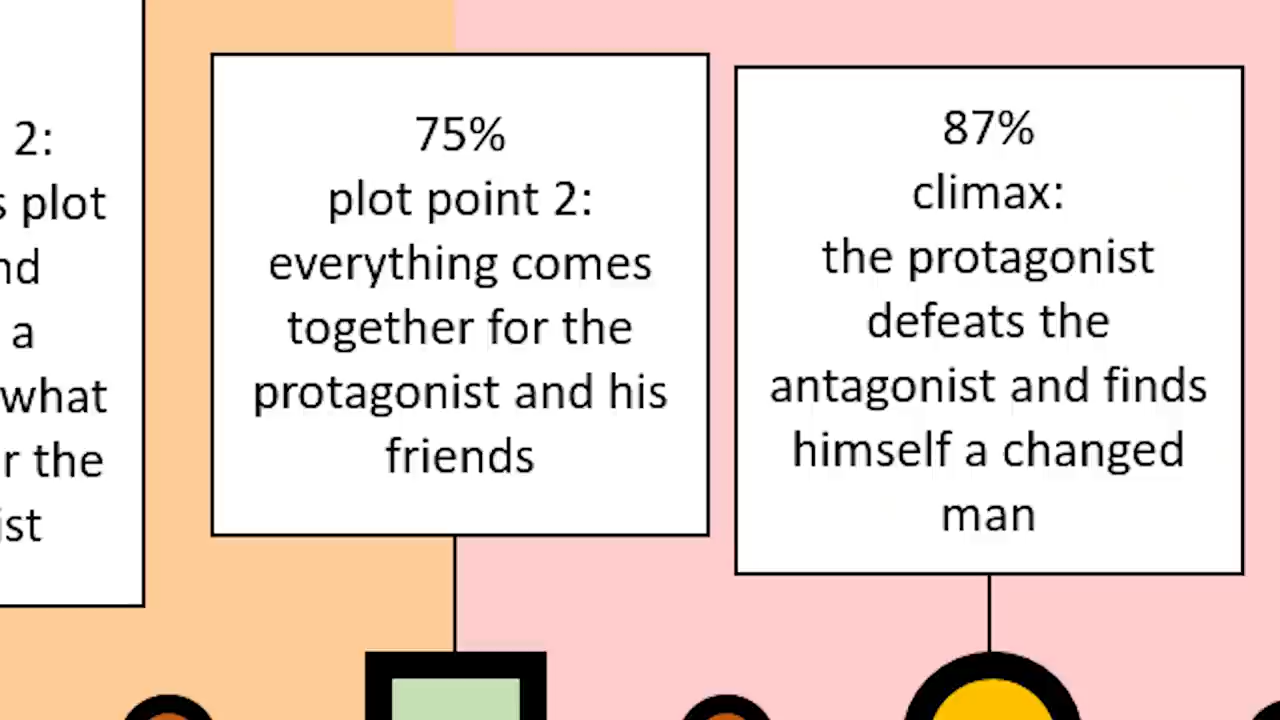 2:
s plot
nd
a
what
r the
ist
75%
plot point 2:
everything comes
together for the
protagonist and his
friends
87%
climax:
the protagonist
defeats the
antagonist and finds
himself a changed
man